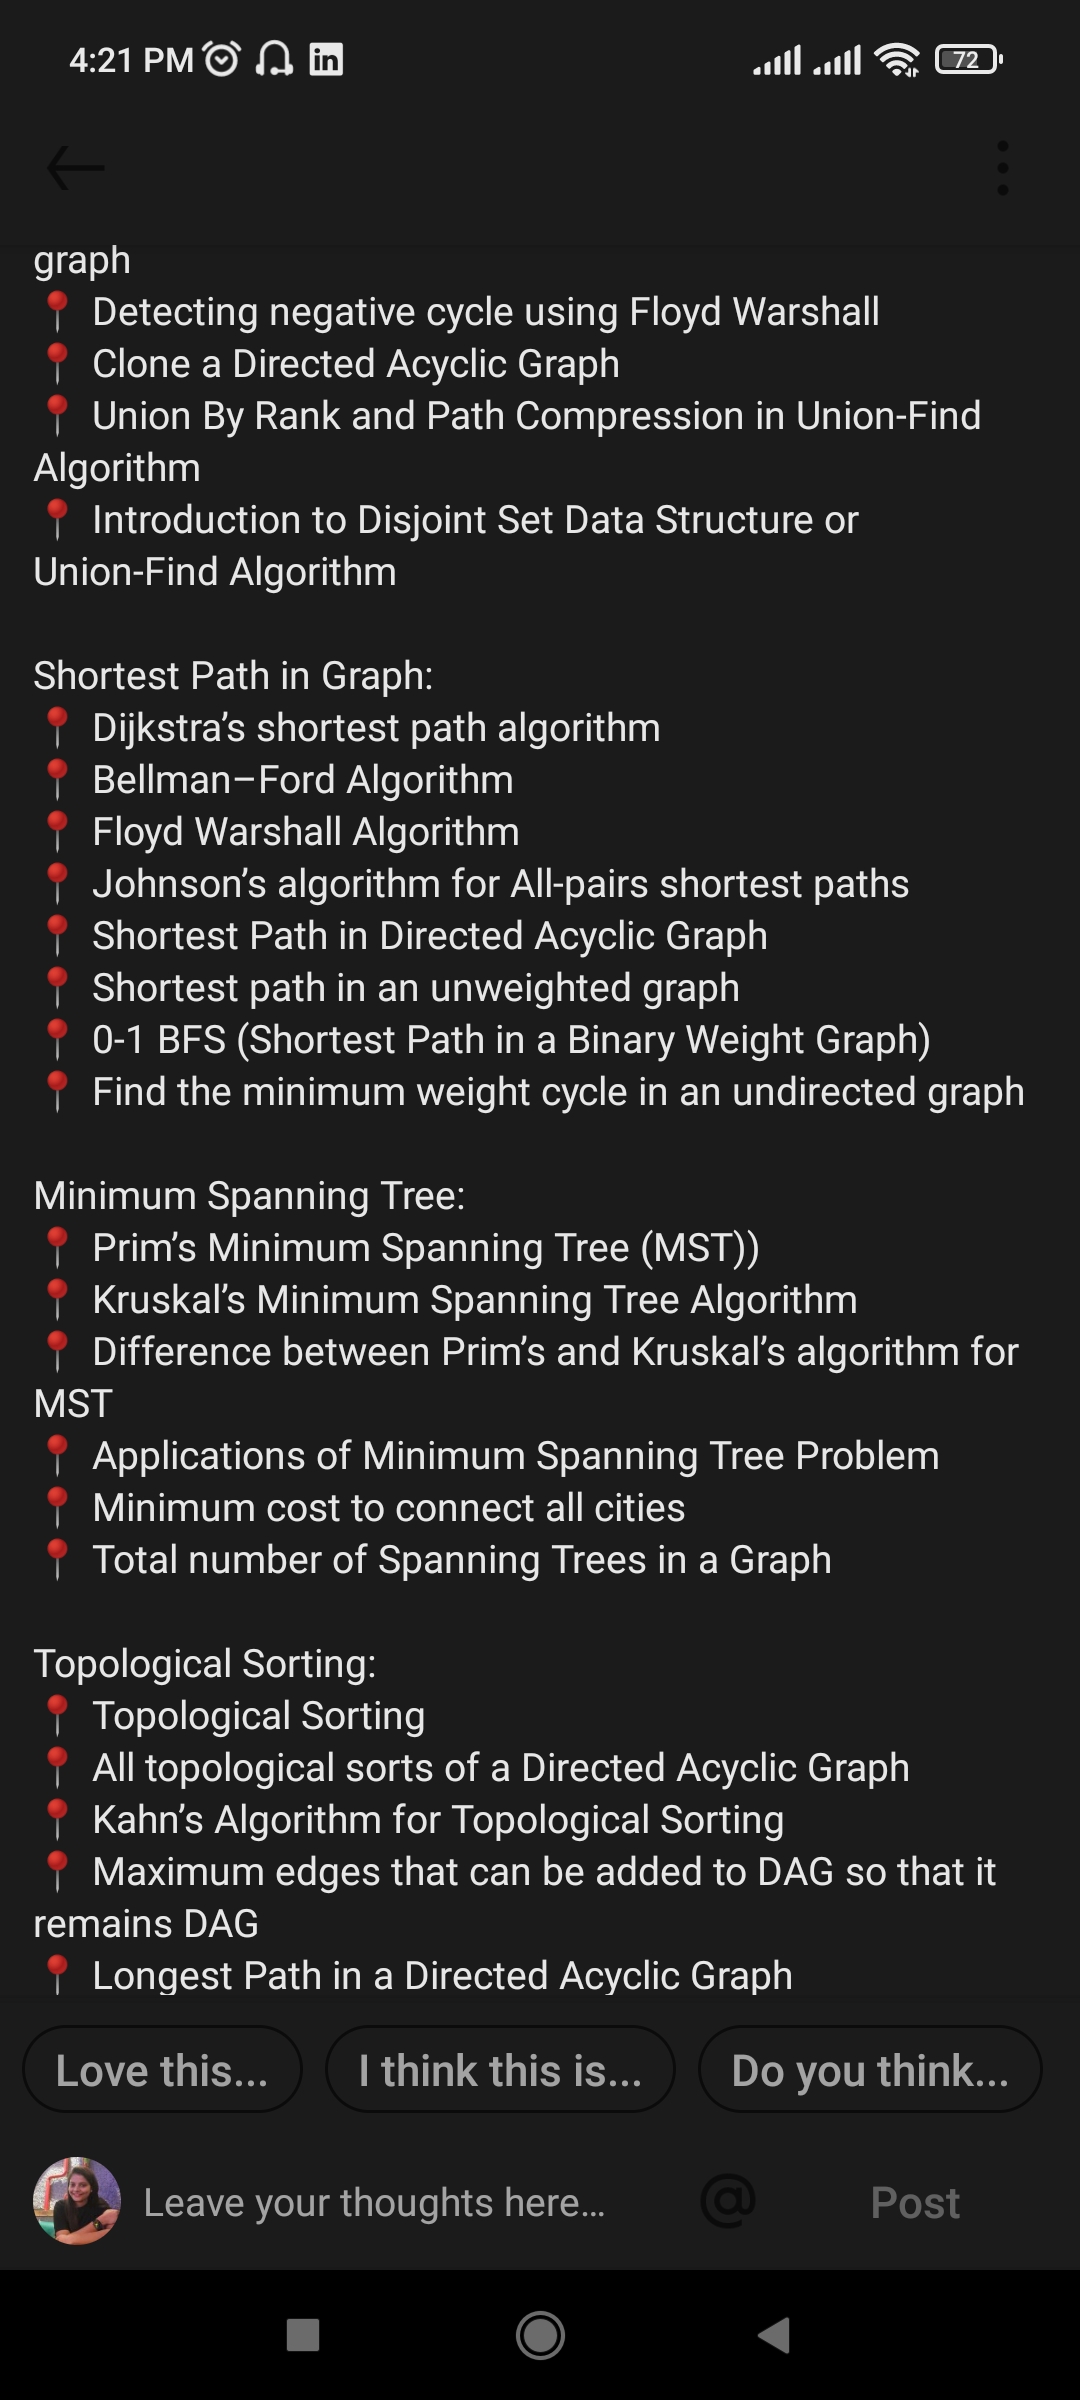 4:21 PM in 72
graph
📍 Detecting negative cycle using Floyd Warshall
📍 Clone a Directed Acyclic Graph
📍 Union By Rank and Path Compression in Union-Find
Algorithm
📍 Introduction to Disjoint Set Data Structure or
Union-Find Algorithm
Shortest Path in Graph:
📍 Dijkstra’s shortest path algorithm
📍 Bellman–Ford Algorithm
📍 Floyd Warshall Algorithm
📍 Johnson’s algorithm for All-pairs shortest paths
📍 Shortest Path in Directed Acyclic Graph
📍 Shortest path in an unweighted graph
📍 0-1 BFS (Shortest Path in a Binary Weight Graph)
📍 Find the minimum weight cycle in an undirected graph
Minimum Spanning Tree:
📍 Prim’s Minimum Spanning Tree (MST))
📍 Kruskal’s Minimum Spanning Tree Algorithm
📍 Difference between Prim’s and Kruskal’s algorithm for
MST
📍 Applications of Minimum Spanning Tree Problem
📍 Minimum cost to connect all cities
📍 Total number of Spanning Trees in a Graph
Topological Sorting:
📍 Topological Sorting
📍 All topological sorts of a Directed Acyclic Graph
📍 Kahn’s Algorithm for Topological Sorting
📍 Maximum edges that can be added to DAG so that it
remains DAG
📍 Longest Path in a Directed Acyclic Graph
Love this... I think this is... Do you think...
Leave your thoughts here... @ Post